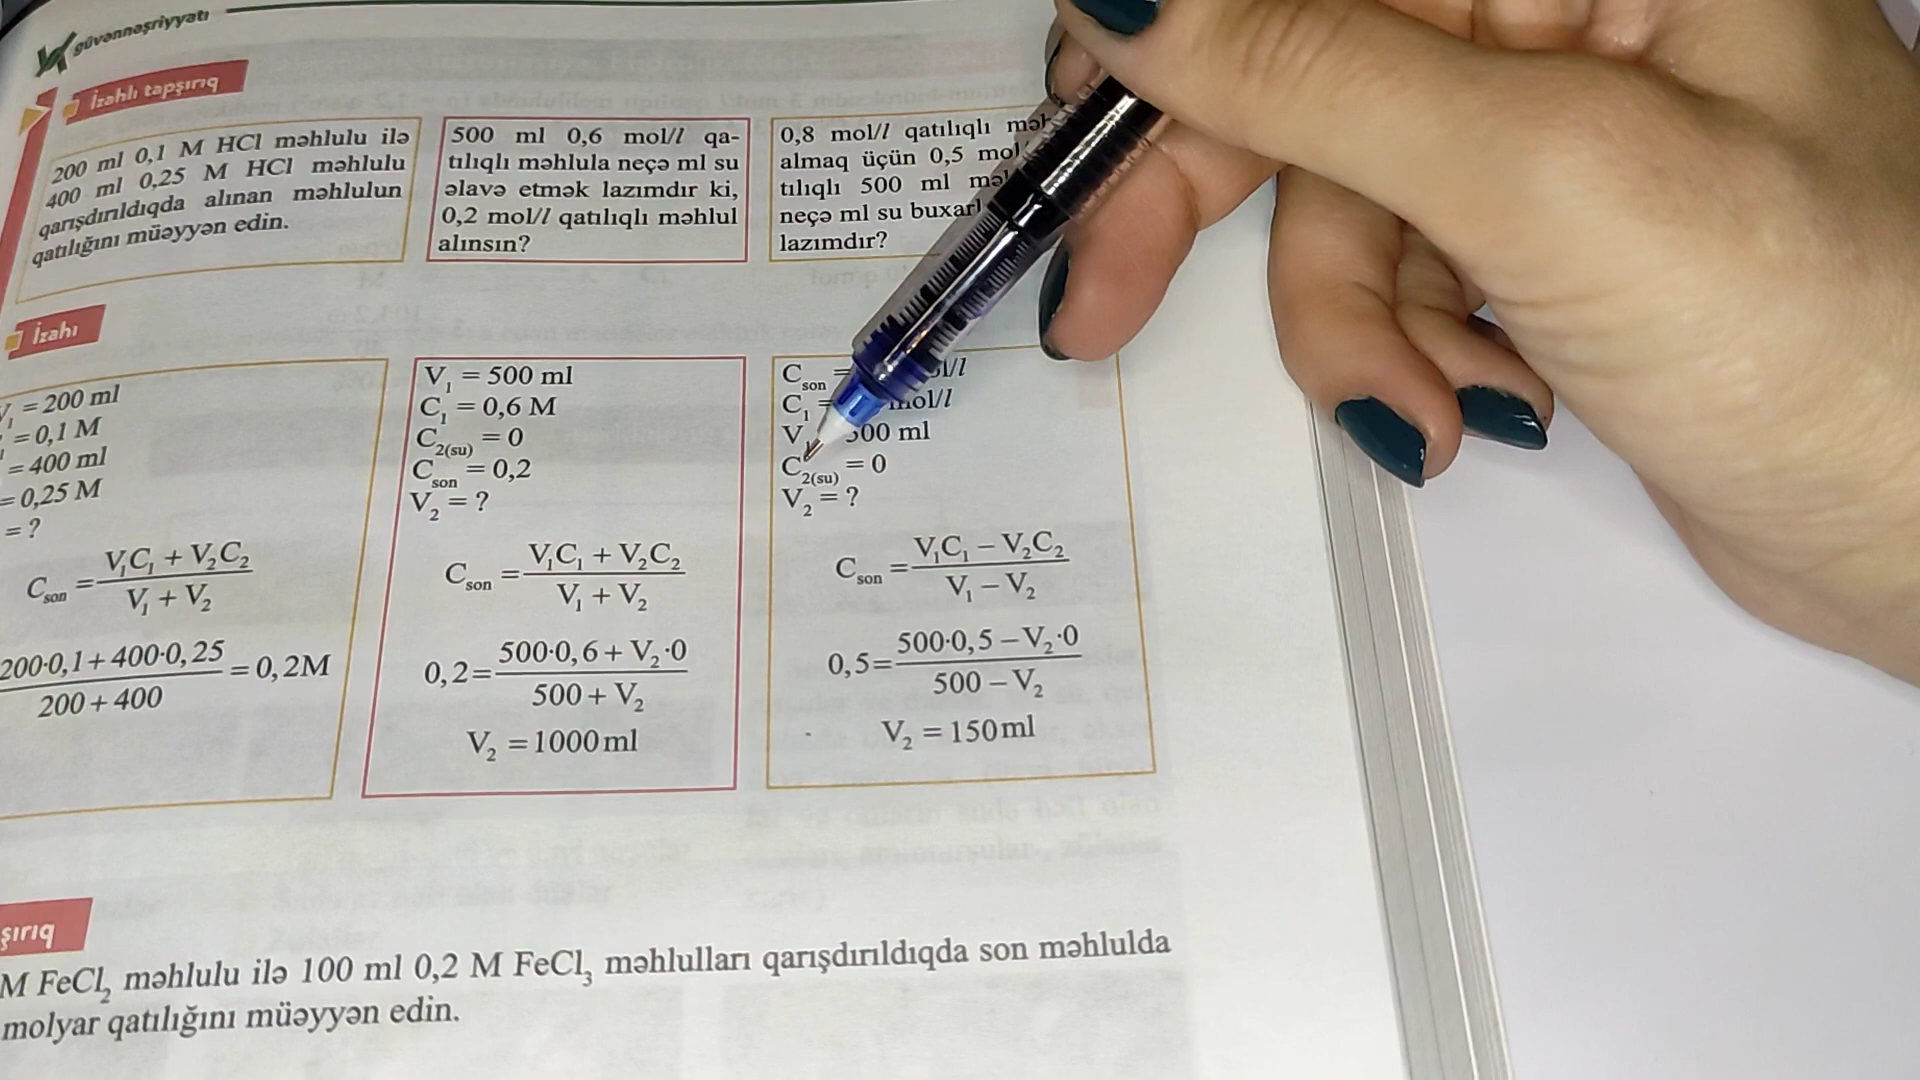 güvənnəşriyyatı
İzahlı tapşırıq
200 ml 0,1 M HCl məhlulu ilə
400 ml 0,25 M HCl məhlulu
qarışdırıldıqda alınan məhlulun
qatılığını müəyyən edin.
500 ml 0,6 mol/l qa-
tılıqlı məhlula neçə ml su
əlavə etmək lazımdır ki,
0,2 mol/l qatılıqlı məhlul
alınsın?
0,8 mol/l qatılıqlı
almaq üçün 0,5
tılıqlı 500 ml
neçə ml su
lazımdır?
İzahı
V₁ = 200 ml
= 0,1 M
= 400 ml
= 0,25 M
= ?
C_son = (V₁C₁ + V₂C₂) / (V₁ + V₂)
(200·0,1 + 400·0,25) / (200 + 400) = 0,2M
V₁ = 500 ml
C₁ = 0,6 M
C₂(su) = 0
C_son = 0,2
V₂ = ?
C_son = (V₁C₁ + V₂C₂) / (V₁ + V₂)
0,2 = (500·0,6 + V₂·0) / (500 + V₂)
V₂ = 1000 ml
C_son =
C₁ = mol/l
V 500 ml
C₂(su) = 0
V₂ = ?
C_son = (V₁C₁ − V₂C₂) / (V₁ − V₂)
0,5 = (500·0,5 − V₂·0) / (500 − V₂)
V₂ = 150 ml
şırıq
M FeCl₂ məhlulu ilə 100 ml 0,2 M FeCl₃ məhlulları qarışdırıldıqda son məhlulda
molyar qatılığını müəyyən edin.